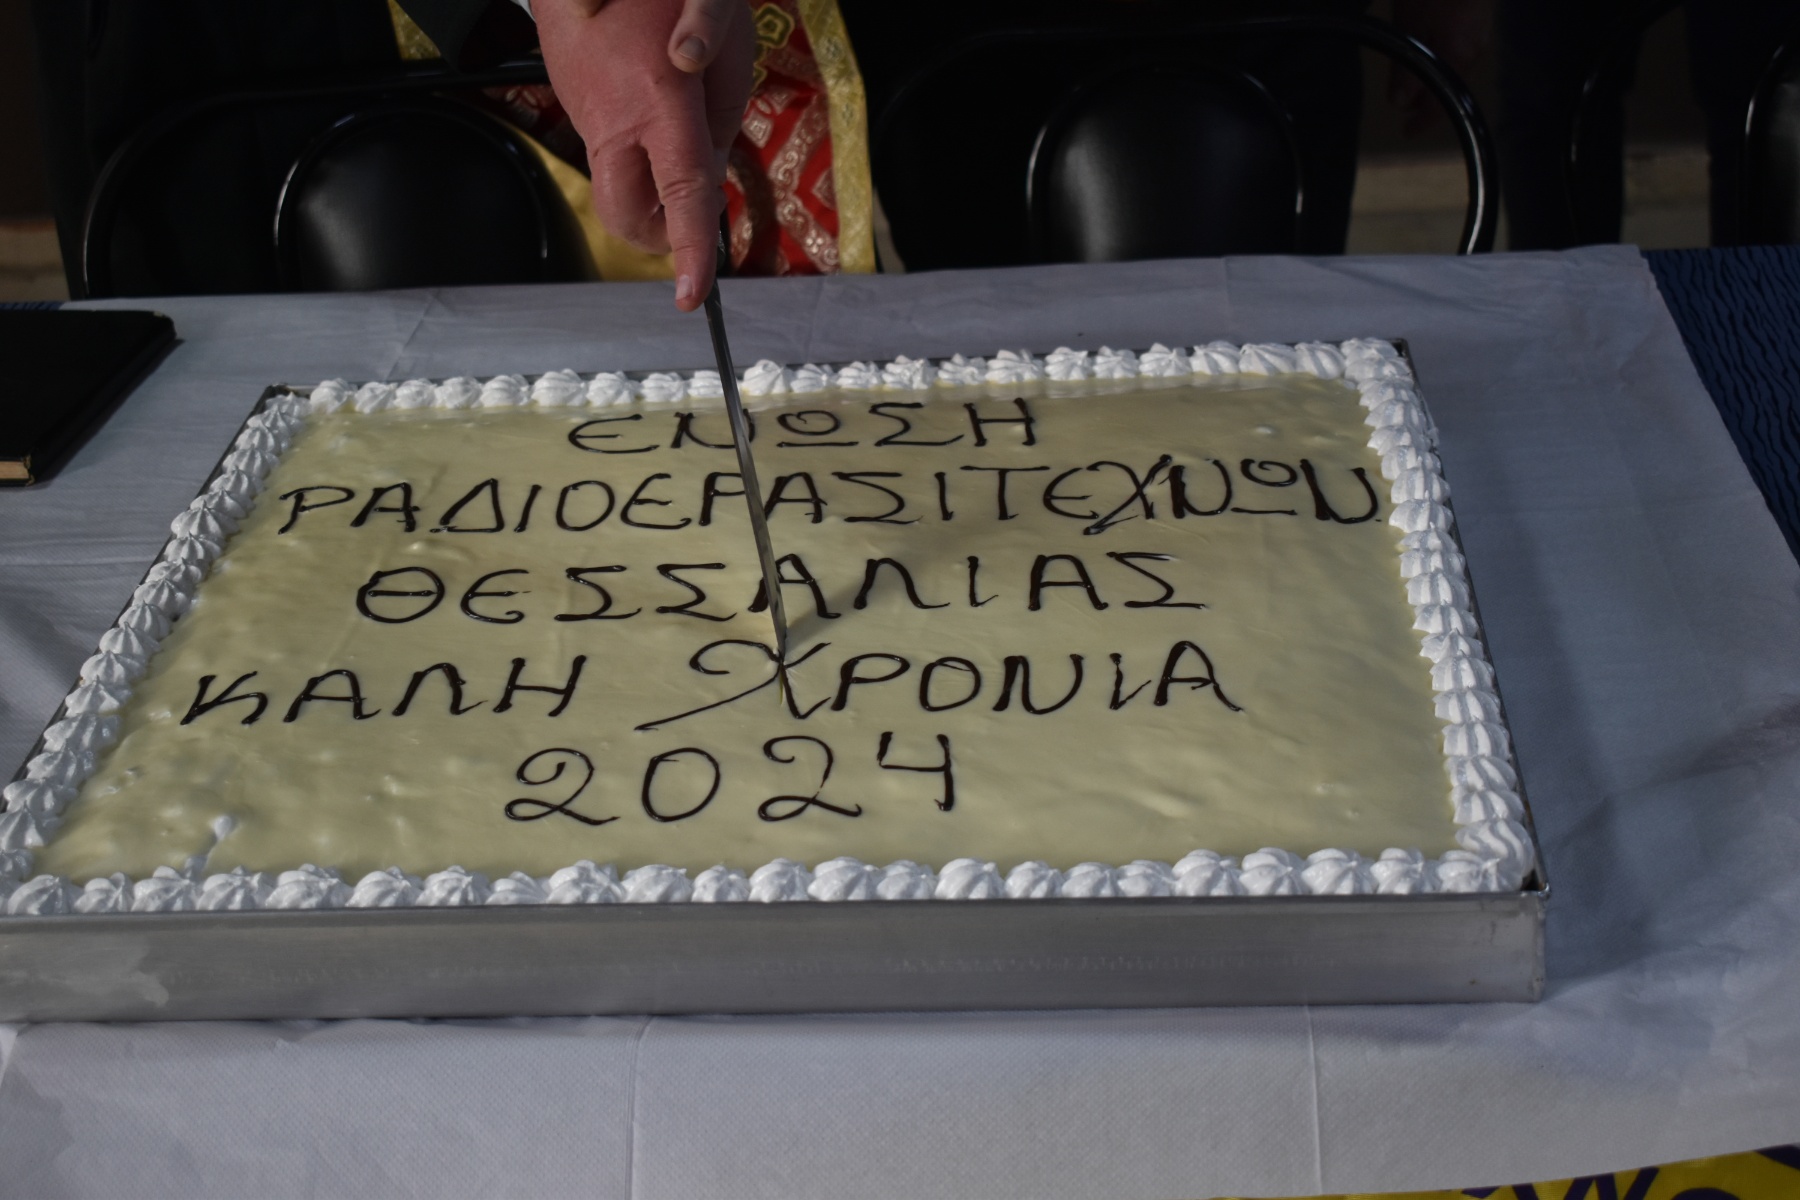 ΕΝΩΣΗ
ΡΑΔΙΟΕΡΑΣΙΤΕΧΝΩΝ
ΘΕΣΣΑΛΙΑΣ
ΚΑΛΗ ΧΡΟΝΙΑ
2024